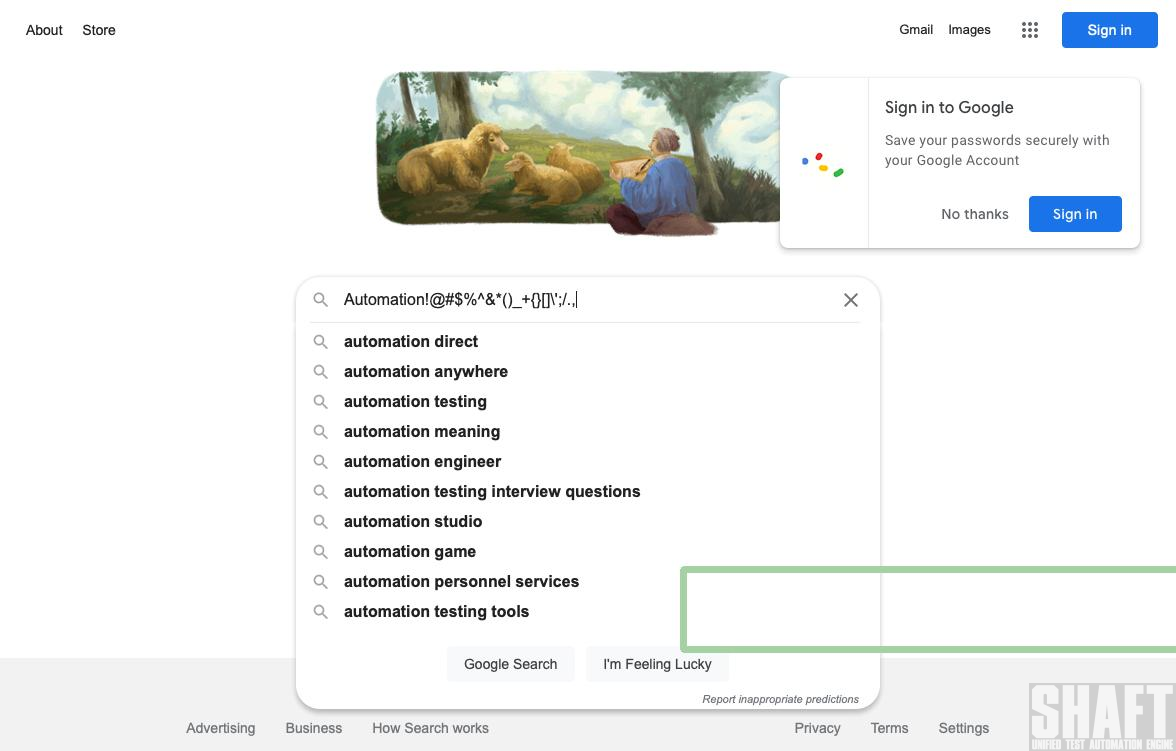 About Store
Gmail Images
Sign in
Sign in to Google
Save your passwords securely with
your Google Account
No thanks
Sign in
Automation!@#$%^&*()_+{}[]\';/.,
automation direct
automation anywhere
automation testing
automation meaning
automation engineer
automation testing interview questions
automation studio
automation game
automation personnel services
automation testing tools
Google Search I'm Feeling Lucky
Report inappropriate predictions
Advertising Business How Search works
Privacy Terms Settings
SHAFT
UNIFIED TEST AUTOMATION ENGINE